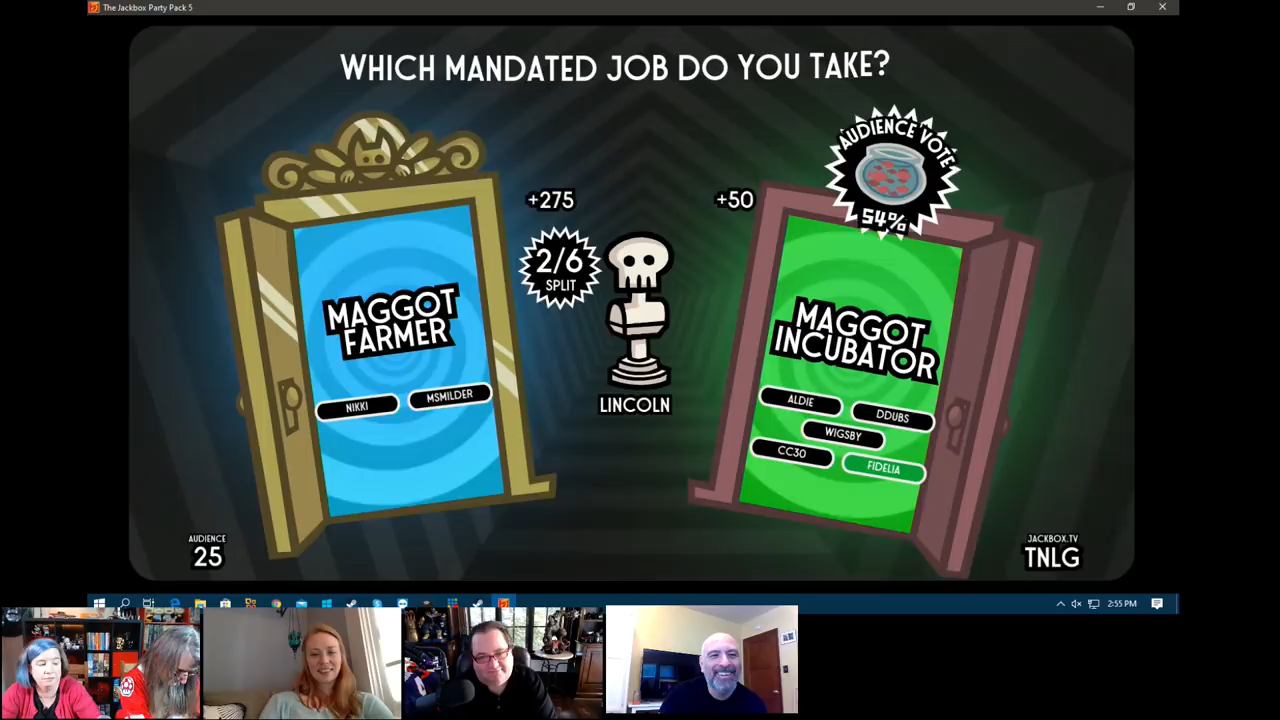 The Jackbox Party Pack 5
WHICH MANDATED JOB DO YOU TAKE?
AUDIENCE VOTE
54%
+275
+50
2/6
SPLIT
MAGGOT
FARMER
NIKKI
MSMILDER
LINCOLN
MAGGOT
INCUBATOR
ALDIE
DDUBS
WIGSBY
CC30
FIDELIA
AUDIENCE
25
JACKBOX.TV
TNLG
2:55 PM